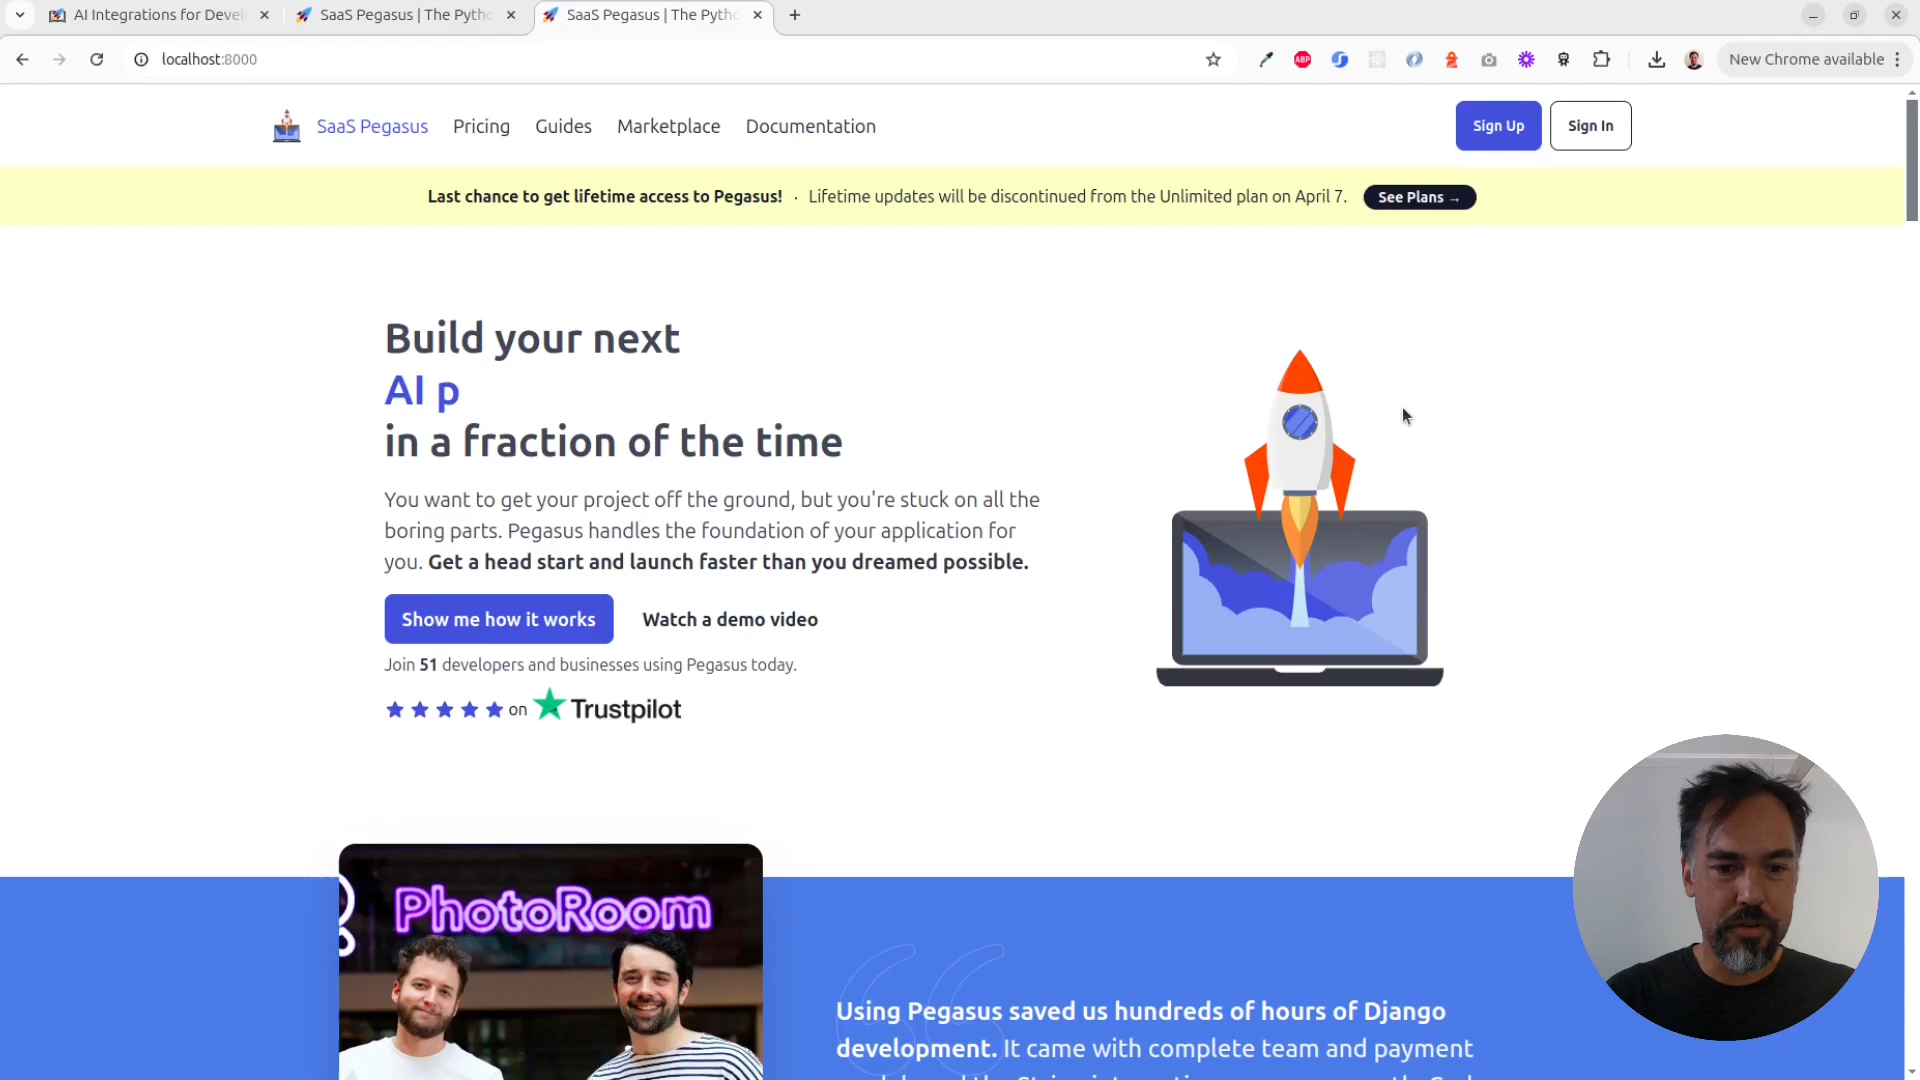 AI Integrations for Devel
SaaS Pegasus | The Pytho
SaaS Pegasus | The Pytho
localhost:8000
ABP
New Chrome available
SaaS Pegasus
Pricing
Guides
Marketplace
Documentation
Sign Up
Sign In
Last chance to get lifetime access to Pegasus! · Lifetime updates will be discontinued from the Unlimited plan on April 7. See Plans →
Build your next
AI p
in a fraction of the time
You want to get your project off the ground, but you're stuck on all the
boring parts. Pegasus handles the foundation of your application for
you. Get a head start and launch faster than you dreamed possible.
Show me how it works
Watch a demo video
Join 51 developers and businesses using Pegasus today.
on Trustpilot
PhotoRoom
Using Pegasus saved us hundreds of hours of Django
development. It came with complete team and payment